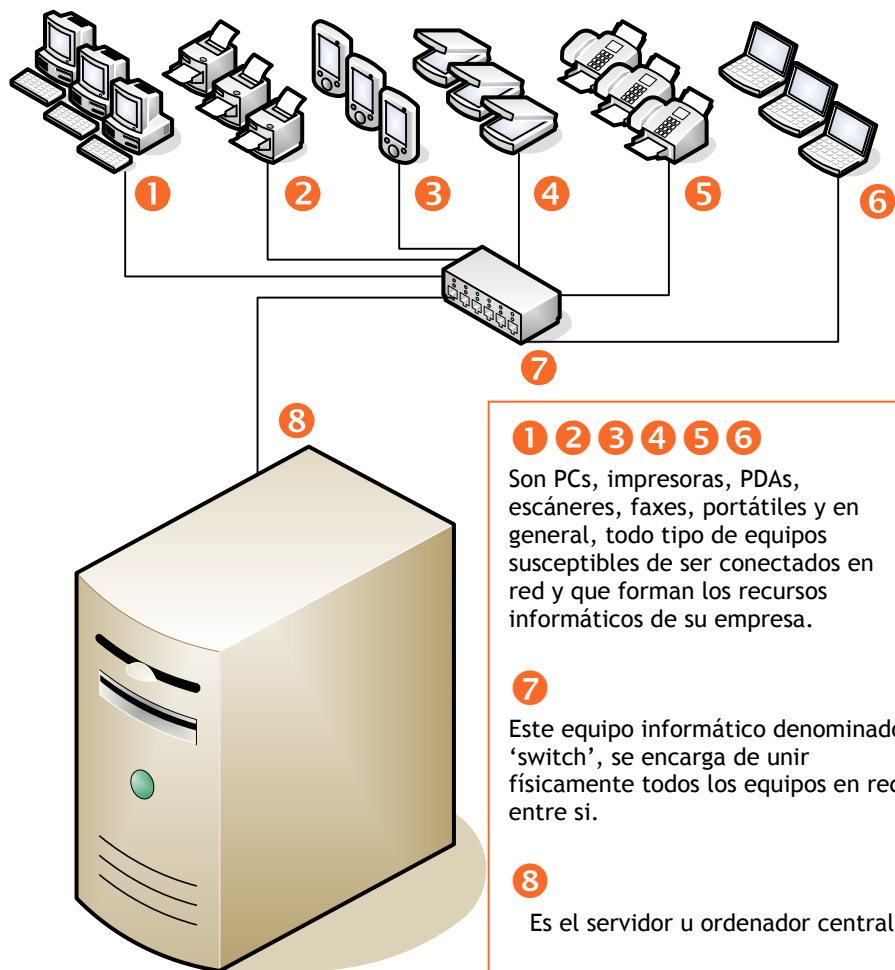 1 2 3 4 5 6
7
8
1 2 3 4 5 6
Son PCs, impresoras, PDAs,
escáneres, faxes, portátiles y en
general, todo tipo de equipos
susceptibles de ser conectados en
red y que forman los recursos
informáticos de su empresa.
7
Este equipo informático denominado
‘switch’, se encarga de unir
físicamente todos los equipos en red
entre si.
8
Es el servidor u ordenador central